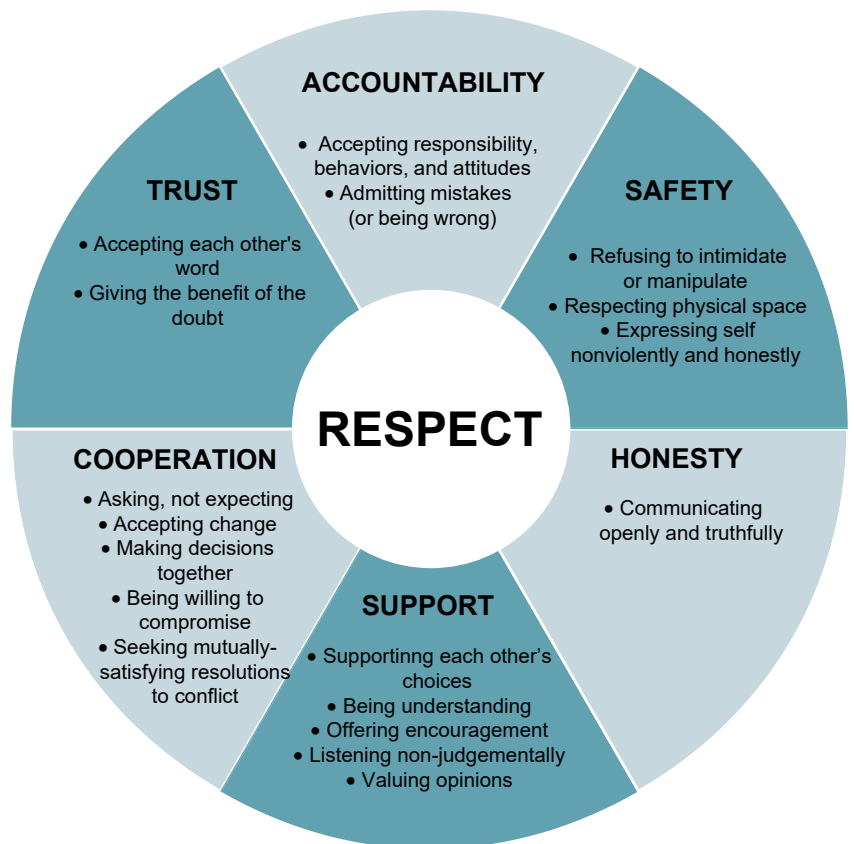 ACCOUNTABILITY
• Accepting responsibility,
behaviors, and attitudes
• Admitting mistakes
(or being wrong)
TRUST
• Accepting each other's
word
• Giving the benefit of the
doubt
SAFETY
• Refusing to intimidate
or manipulate
• Respecting physical space
• Expressing self
nonviolently and honestly
RESPECT
COOPERATION
• Asking, not expecting
• Accepting change
• Making decisions
together
• Being willing to
compromise
• Seeking mutually-
satisfying resolutions
to conflict
HONESTY
• Communicating
openly and truthfully
SUPPORT
• Supportinng each other’s
choices
• Being understanding
• Offering encouragement
• Listening non-judgementally
• Valuing opinions